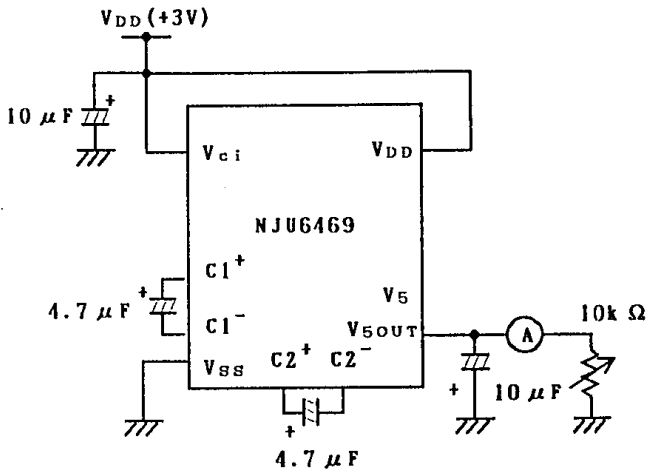 VDD (+3V)
+
10 μF
Vci
VDD
NJU6469
C1+
+
4.7 μF
C1-
V5
V5OUT
10k Ω
A
VSS
C2+ C2-
+
10 μF
+
4.7 μF